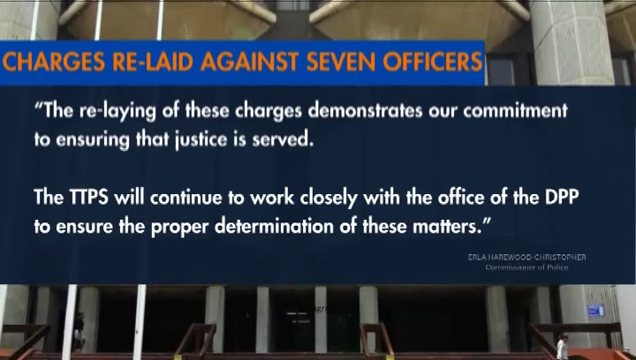 CHARGES RE-LAID AGAINST SEVEN OFFICERS
“The re-laying of these charges demonstrates our commitment
to ensuring that justice is served.
The TTPS will continue to work closely with the office of the DPP
to ensure the proper determination of these matters.”
ERLA HAREWOOD-CHRISTOPHER
Commissioner of Police